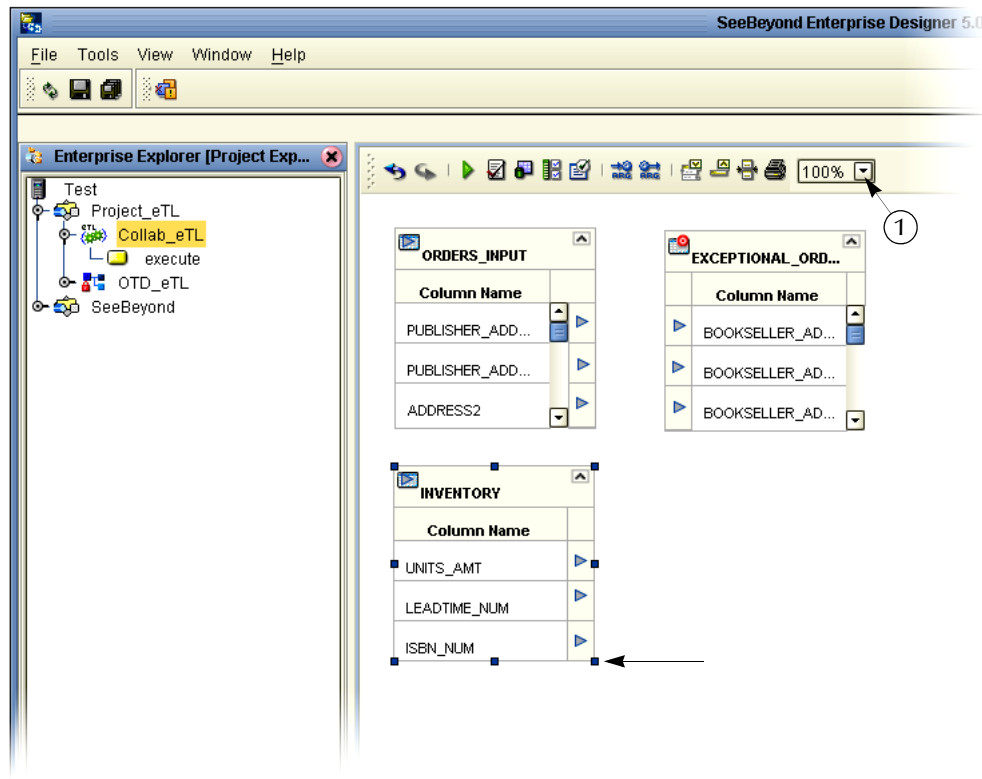 SeeBeyond Enterprise Designer 5.0
File Tools View Window Help
Enterprise Explorer [Project Exp...
Test
Project_eTL
Collab_eTL
execute
OTD_eTL
SeeBeyond
100%
1
ORDERS_INPUT
Column Name
PUBLISHER_ADD...
PUBLISHER_ADD...
ADDRESS2
EXCEPTIONAL_ORD...
Column Name
BOOKSELLER_AD...
BOOKSELLER_AD...
BOOKSELLER_AD...
INVENTORY
Column Name
UNITS_AMT
LEADTIME_NUM
ISBN_NUM